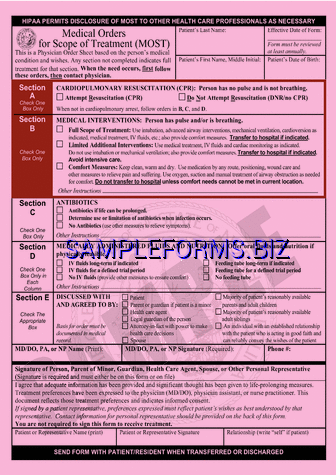 HIPAA PERMITS DISCLOSURE OF MOST TO OTHER HEALTH CARE PROFESSIONALS AS NECESSARY
Medical Orders
for Scope of Treatment (MOST)
This is a Physician Order Sheet based on the person's medical
condition and wishes. Any section not completed indicates full
treatment for that section. When the need occurs, first follow
these orders, then contact physician.
Patient's Last Name:
Effective Date of Form:
Form must be reviewed
at least annually.
Patient's First Name, Middle Initial:
Patient's Date of Birth:
Section
A
Check One
Box Only
CARDIOPULMONARY RESUSCITATION (CPR): Person has no pulse and is not breathing.
Attempt Resuscitation (CPR)
Do Not Attempt Resuscitation (DNR/no CPR)
When not in cardiopulmonary arrest, follow orders in B, C, and D.
Section
B
Check One
Box Only
MEDICAL INTERVENTIONS: Person has pulse and/or is breathing.
Full Scope of Treatment: Use intubation, advanced airway interventions, mechanical ventilation, cardioversion as
indicated, medical treatment, IV fluids, etc.; also provide comfort measures. Transfer to hospital if indicated.
Limited Additional Interventions: Use medical treatment, IV fluids and cardiac monitoring as indicated.
Do not use intubation or mechanical ventilation; also provide comfort measures. Transfer to hospital if indicated.
Avoid intensive care.
Comfort Measures: Keep clean, warm and dry. Use medication by any route, positioning, wound care and
other measures to relieve pain and suffering. Use oxygen, suction and manual treatment of airway obstruction as needed
for comfort. Do not transfer to hospital unless comfort needs cannot be met in current location.
Other Instructions
Section
C
Check One
Box Only
ANTIBIOTICS
Antibiotics if life can be prolonged.
Determine use or limitation of antibiotics when infection occurs.
No Antibiotics (use other measures to relieve symptoms).
Other Instructions
Section
D
Check One
Box Only in
Each
Column
MEDICALLY ADMINISTERED FLUIDS AND NUTRITION: Offer oral fluids and nutrition if
physically feasible.
WWW.FREEFORMS.BIZ
IV fluids long-term if indicated
Feeding tube long-term if indicated
IV fluids for a defined trial period
Feeding tube for a defined trial period
No IV fluids (provide other measures to ensure comfort)
No feeding tube
Other Instructions
Section E
Check The
Appropriate
Box
DISCUSSED WITH
AND AGREED TO BY:
Basis for order must be
documented in medical
record.
Patient
Parent or guardian if patient is a minor
Health care agent
Legal guardian of the person
Attorney-in-fact with power to make
health care decisions
Spouse
Majority of patient's reasonably available
parents and adult children
Majority of patient's reasonably available
adult siblings
An individual with an established relationship
with the patient who is acting in good faith and
can reliably convey the wishes of the patient
MD/DO, PA, or NP Name (Print):
MD/DO, PA, or NP Signature (Required):
Phone #:
Signature of Person, Parent of Minor, Guardian, Health Care Agent, Spouse, or Other Personal Representative
(Signature is required and must either be on this form or on file)
I agree that adequate information has been provided and significant thought has been given to life-prolonging measures.
Treatment preferences have been expressed to the physician (MD/DO), physician assistant, or nurse practitioner. This
document reflects those treatment preferences and indicates informed consent.
If signed by a patient representative, preferences expressed must reflect patient's wishes as best understood by that
representative. Contact information for personal representative should be provided on the back of this form.
You are not required to sign this form to receive treatment.
Patient or Representative Name (print)
Patient or Representative Signature
Relationship (write "self" if patient)
SEND FORM WITH PATIENT/RESIDENT WHEN TRANSFERRED OR DISCHARGED